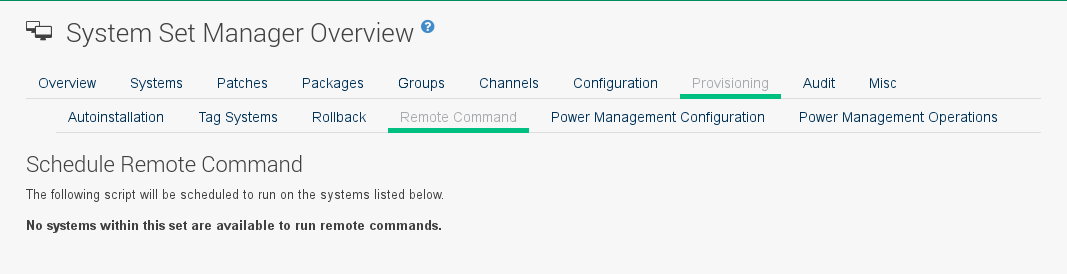 System Set Manager Overview ?
Overview Systems Patches Packages Groups Channels Configuration Provisioning Audit Misc
Autoinstallation Tag Systems Rollback Remote Command Power Management Configuration Power Management Operations
Schedule Remote Command
The following script will be scheduled to run on the systems listed below.
No systems within this set are available to run remote commands.